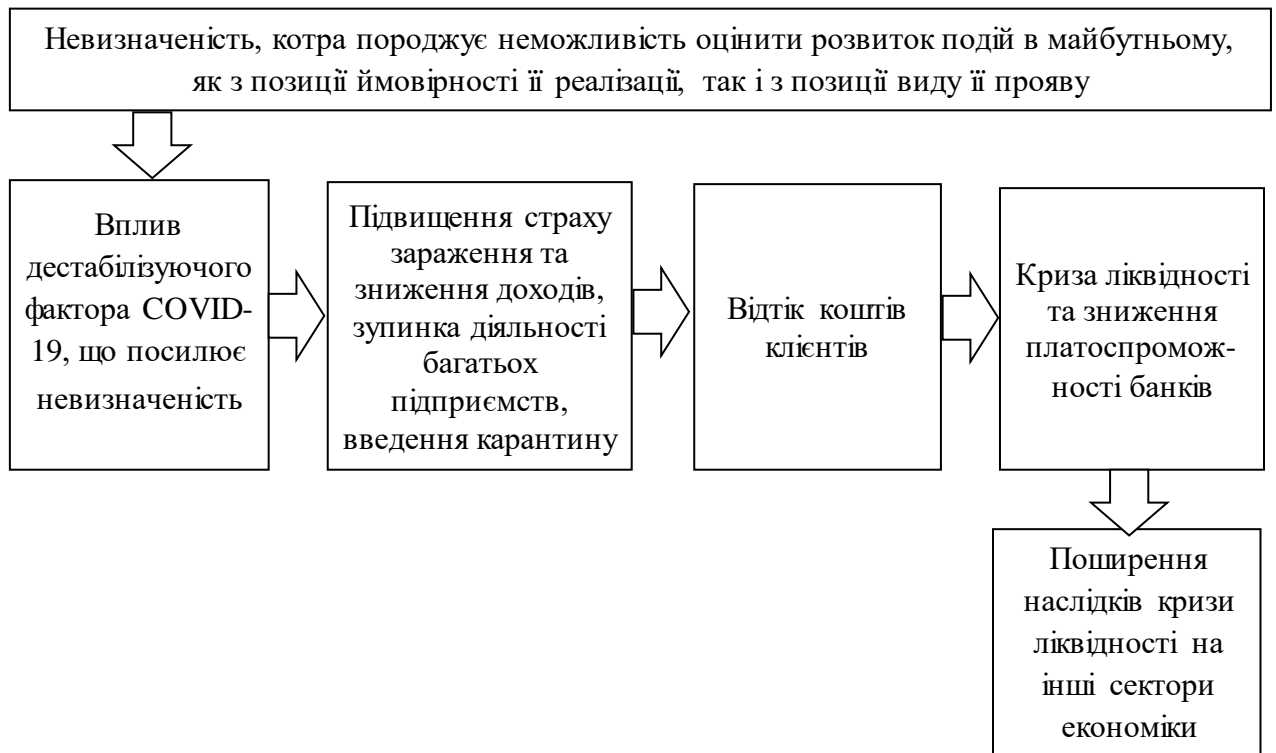 Невизначеність, котра породжує неможливість оцінити розвиток подій в майбутньому,
як з позиції ймовірності її реалізації, так і з позиції виду її прояву
Вплив
дестабілізуючого
фактора COVID-
19, що посилює
невизначеність
Підвищення страху
зараження та
зниження доходів,
зупинка діяльності
багатьох
підприємств,
введення карантину
Відтік коштів
клієнтів
Криза ліквідності
та зниження
платоспромож-
ності банків
Поширення
наслідків кризи
ліквідності на
інші сектори
економіки